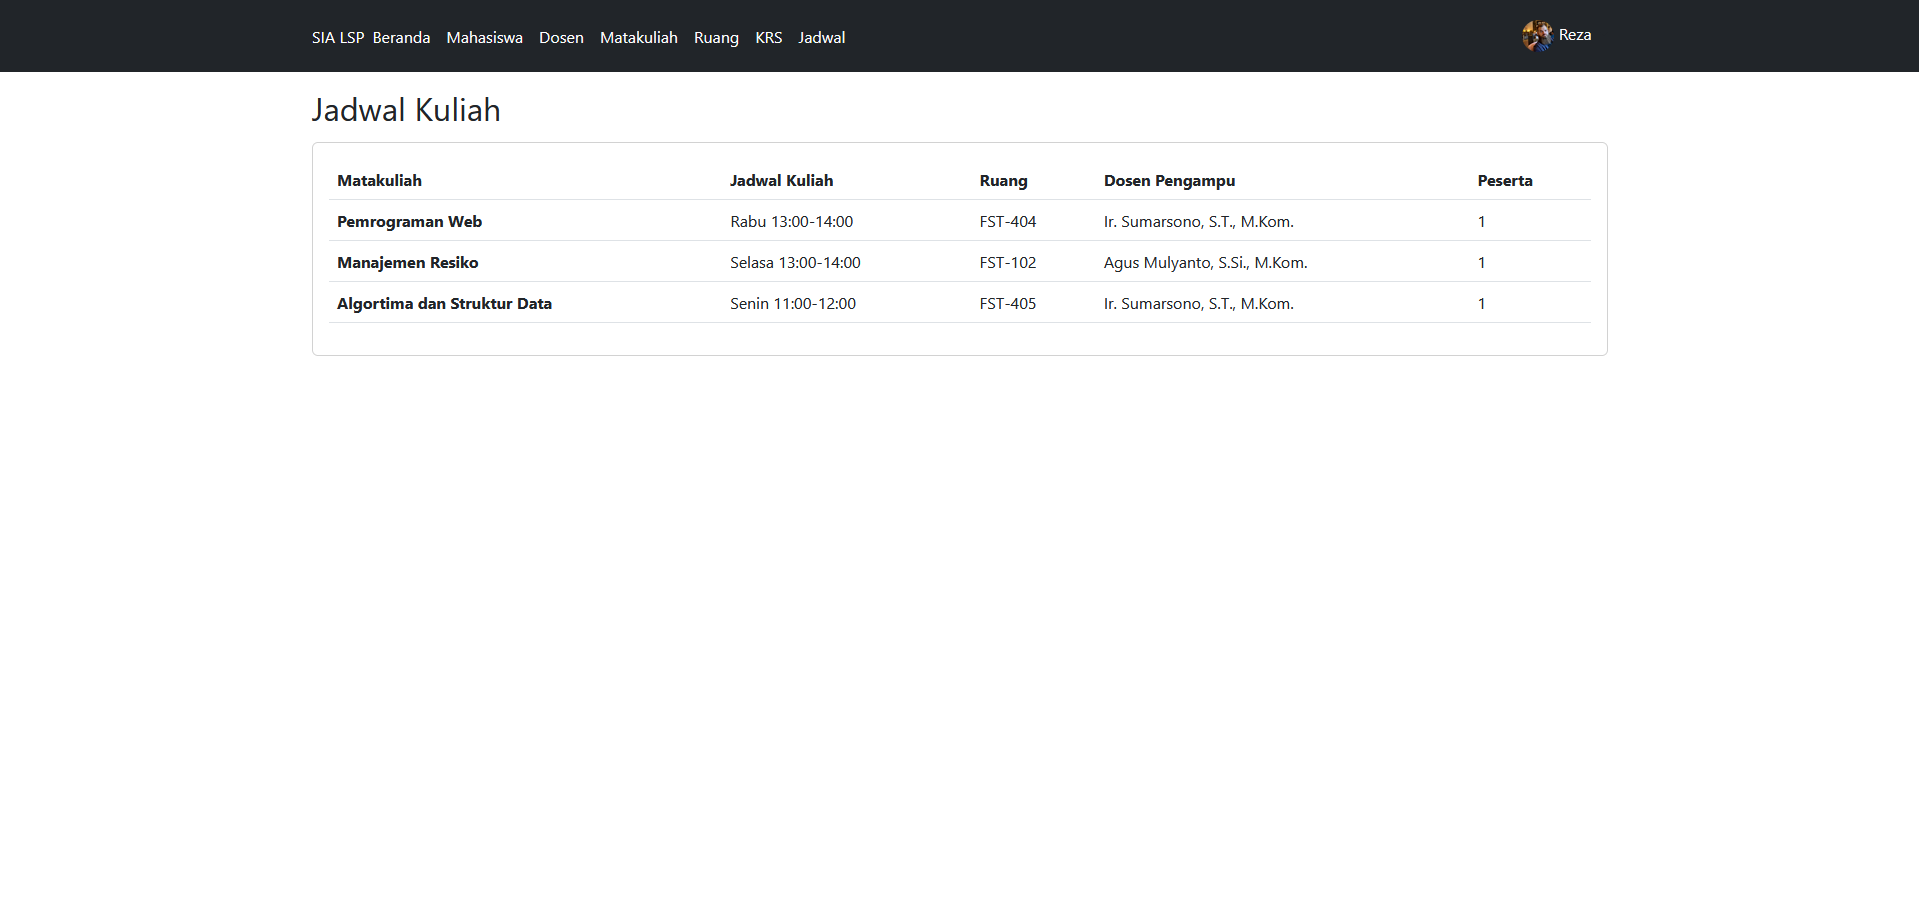 SIA LSP Beranda Mahasiswa Dosen Matakuliah Ruang KRS Jadwal Reza
Jadwal Kuliah
Matakuliah Jadwal Kuliah Ruang Dosen Pengampu Peserta
Pemrograman Web Rabu 13:00-14:00 FST-404 Ir. Sumarsono, S.T., M.Kom. 1
Manajemen Resiko Selasa 13:00-14:00 FST-102 Agus Mulyanto, S.Si., M.Kom. 1
Algortima dan Struktur Data Senin 11:00-12:00 FST-405 Ir. Sumarsono, S.T., M.Kom. 1